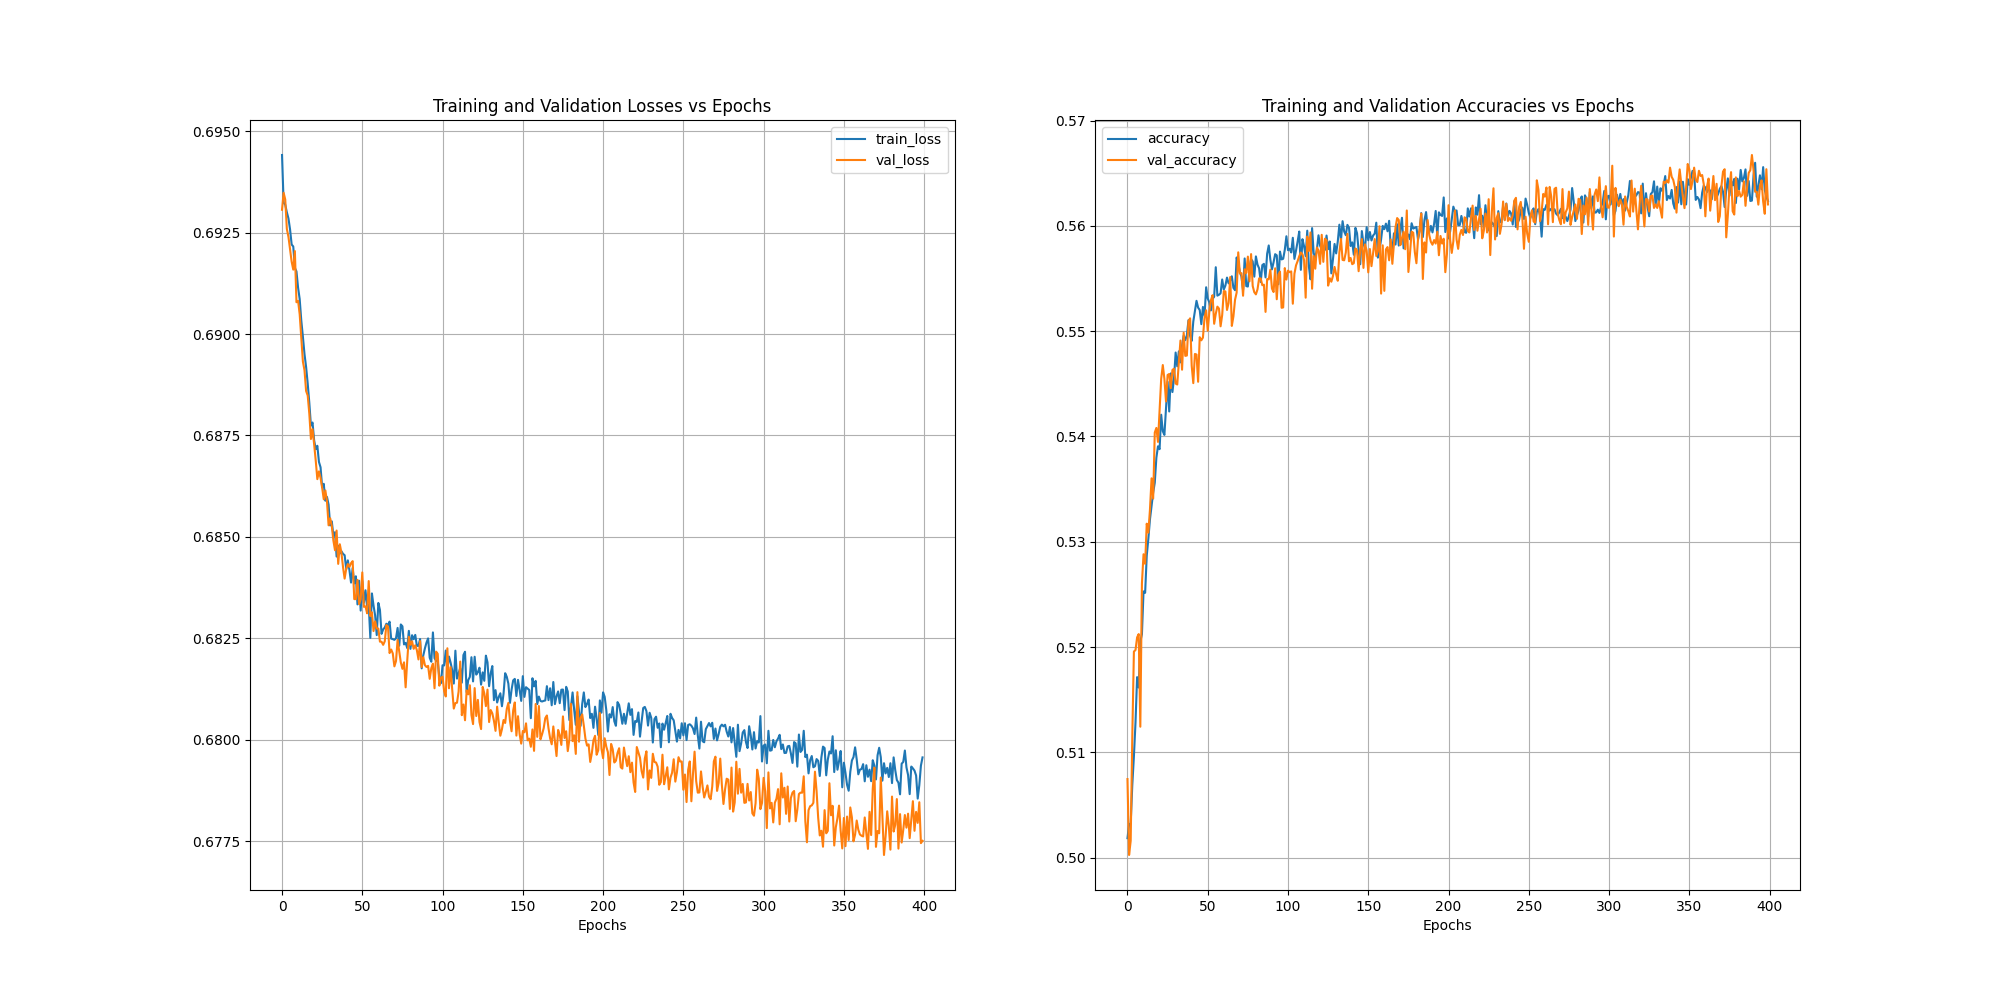 Training and Validation Losses vs Epochs
train_loss
val_loss
0.6950
0.6925
0.6900
0.6875
0.6850
0.6825
0.6800
0.6775
0 50 100 150 200 250 300 350 400
Epochs
Training and Validation Accuracies vs Epochs
accuracy
val_accuracy
0.57
0.56
0.55
0.54
0.53
0.52
0.51
0.50
0 50 100 150 200 250 300 350 400
Epochs